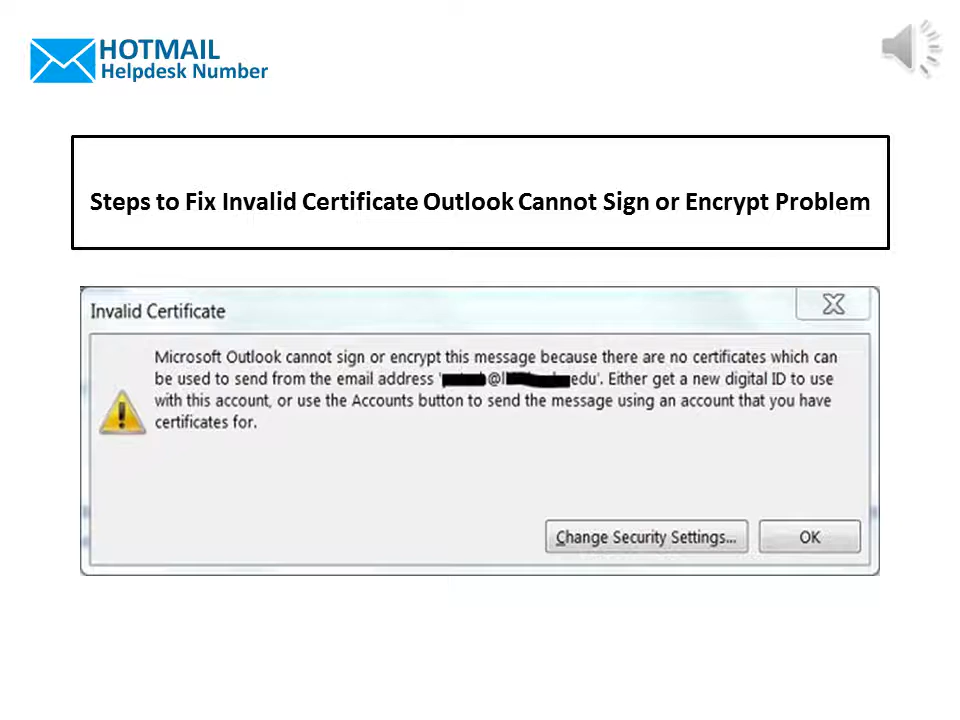 HOTMAIL
Helpdesk Number
Steps to Fix Invalid Certificate Outlook Cannot Sign or Encrypt Problem
Invalid Certificate
Microsoft Outlook cannot sign or encrypt this message because there are no certificates which can
be used to send from the email address '@edu'. Either get a new digital ID to use
with this account, or use the Accounts button to send the message using an account that you have
certificates for.
Change Security Settings...
OK